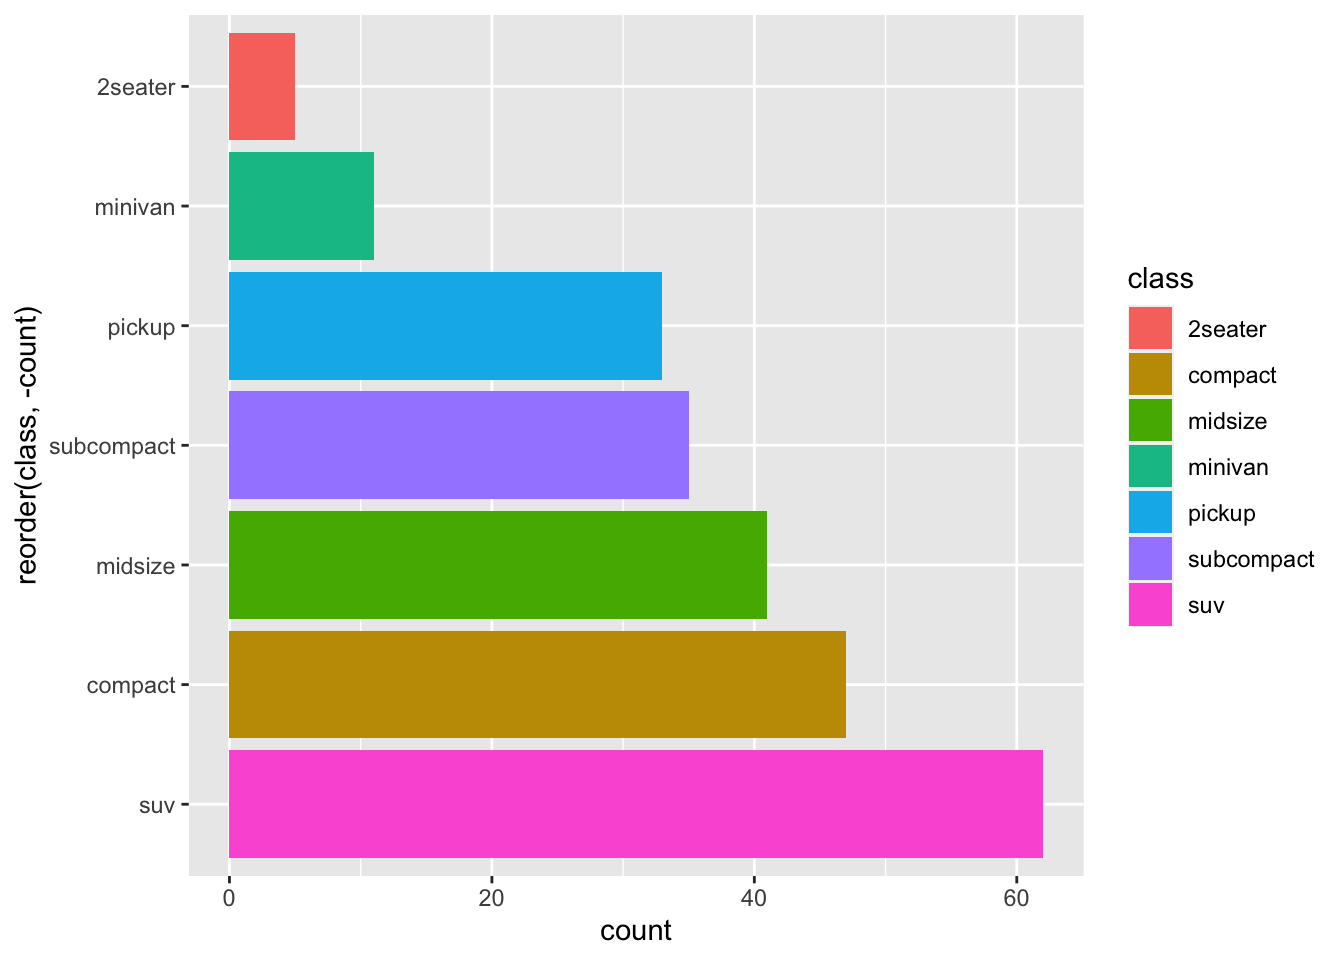 reorder(class, -count)
2seater
minivan
pickup
subcompact
midsize
compact
suv
0 20 40 60
count
class
2seater
compact
midsize
minivan
pickup
subcompact
suv